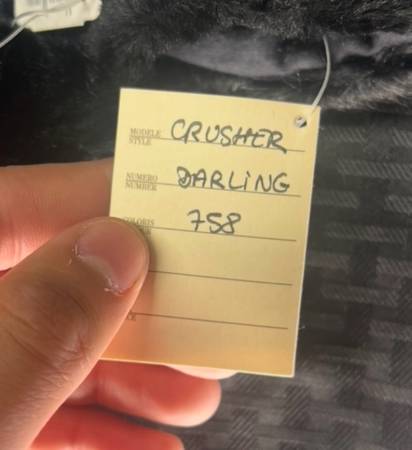 MODELE CRUSHER
STYLE
NUMERO DARLING
NUMBER
COLORIS 758